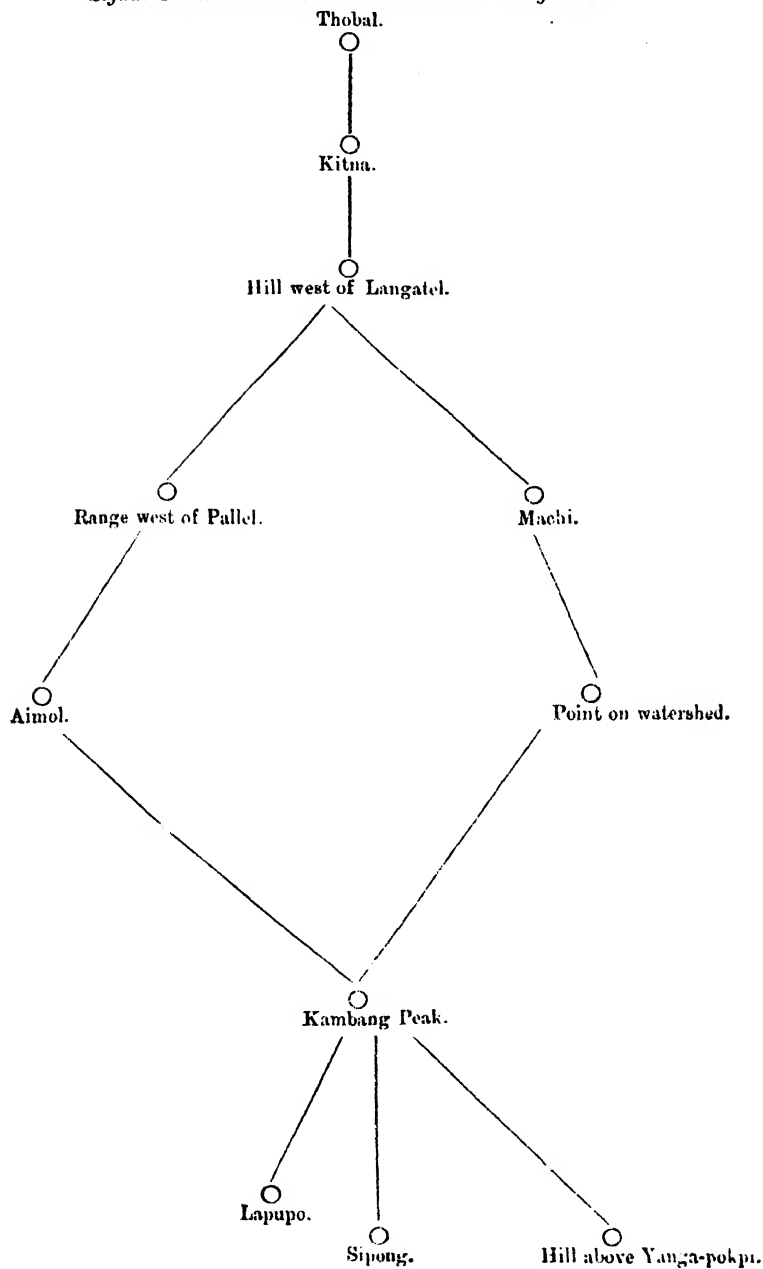 Thobal.
Kitna.
Hill west of Langatel.
Range west of Pallel.
Machi.
Aimol.
Point on watershed.
Kambang Peak.
Lapupo.
Sipong.
Hill above Yanga-pokpi.